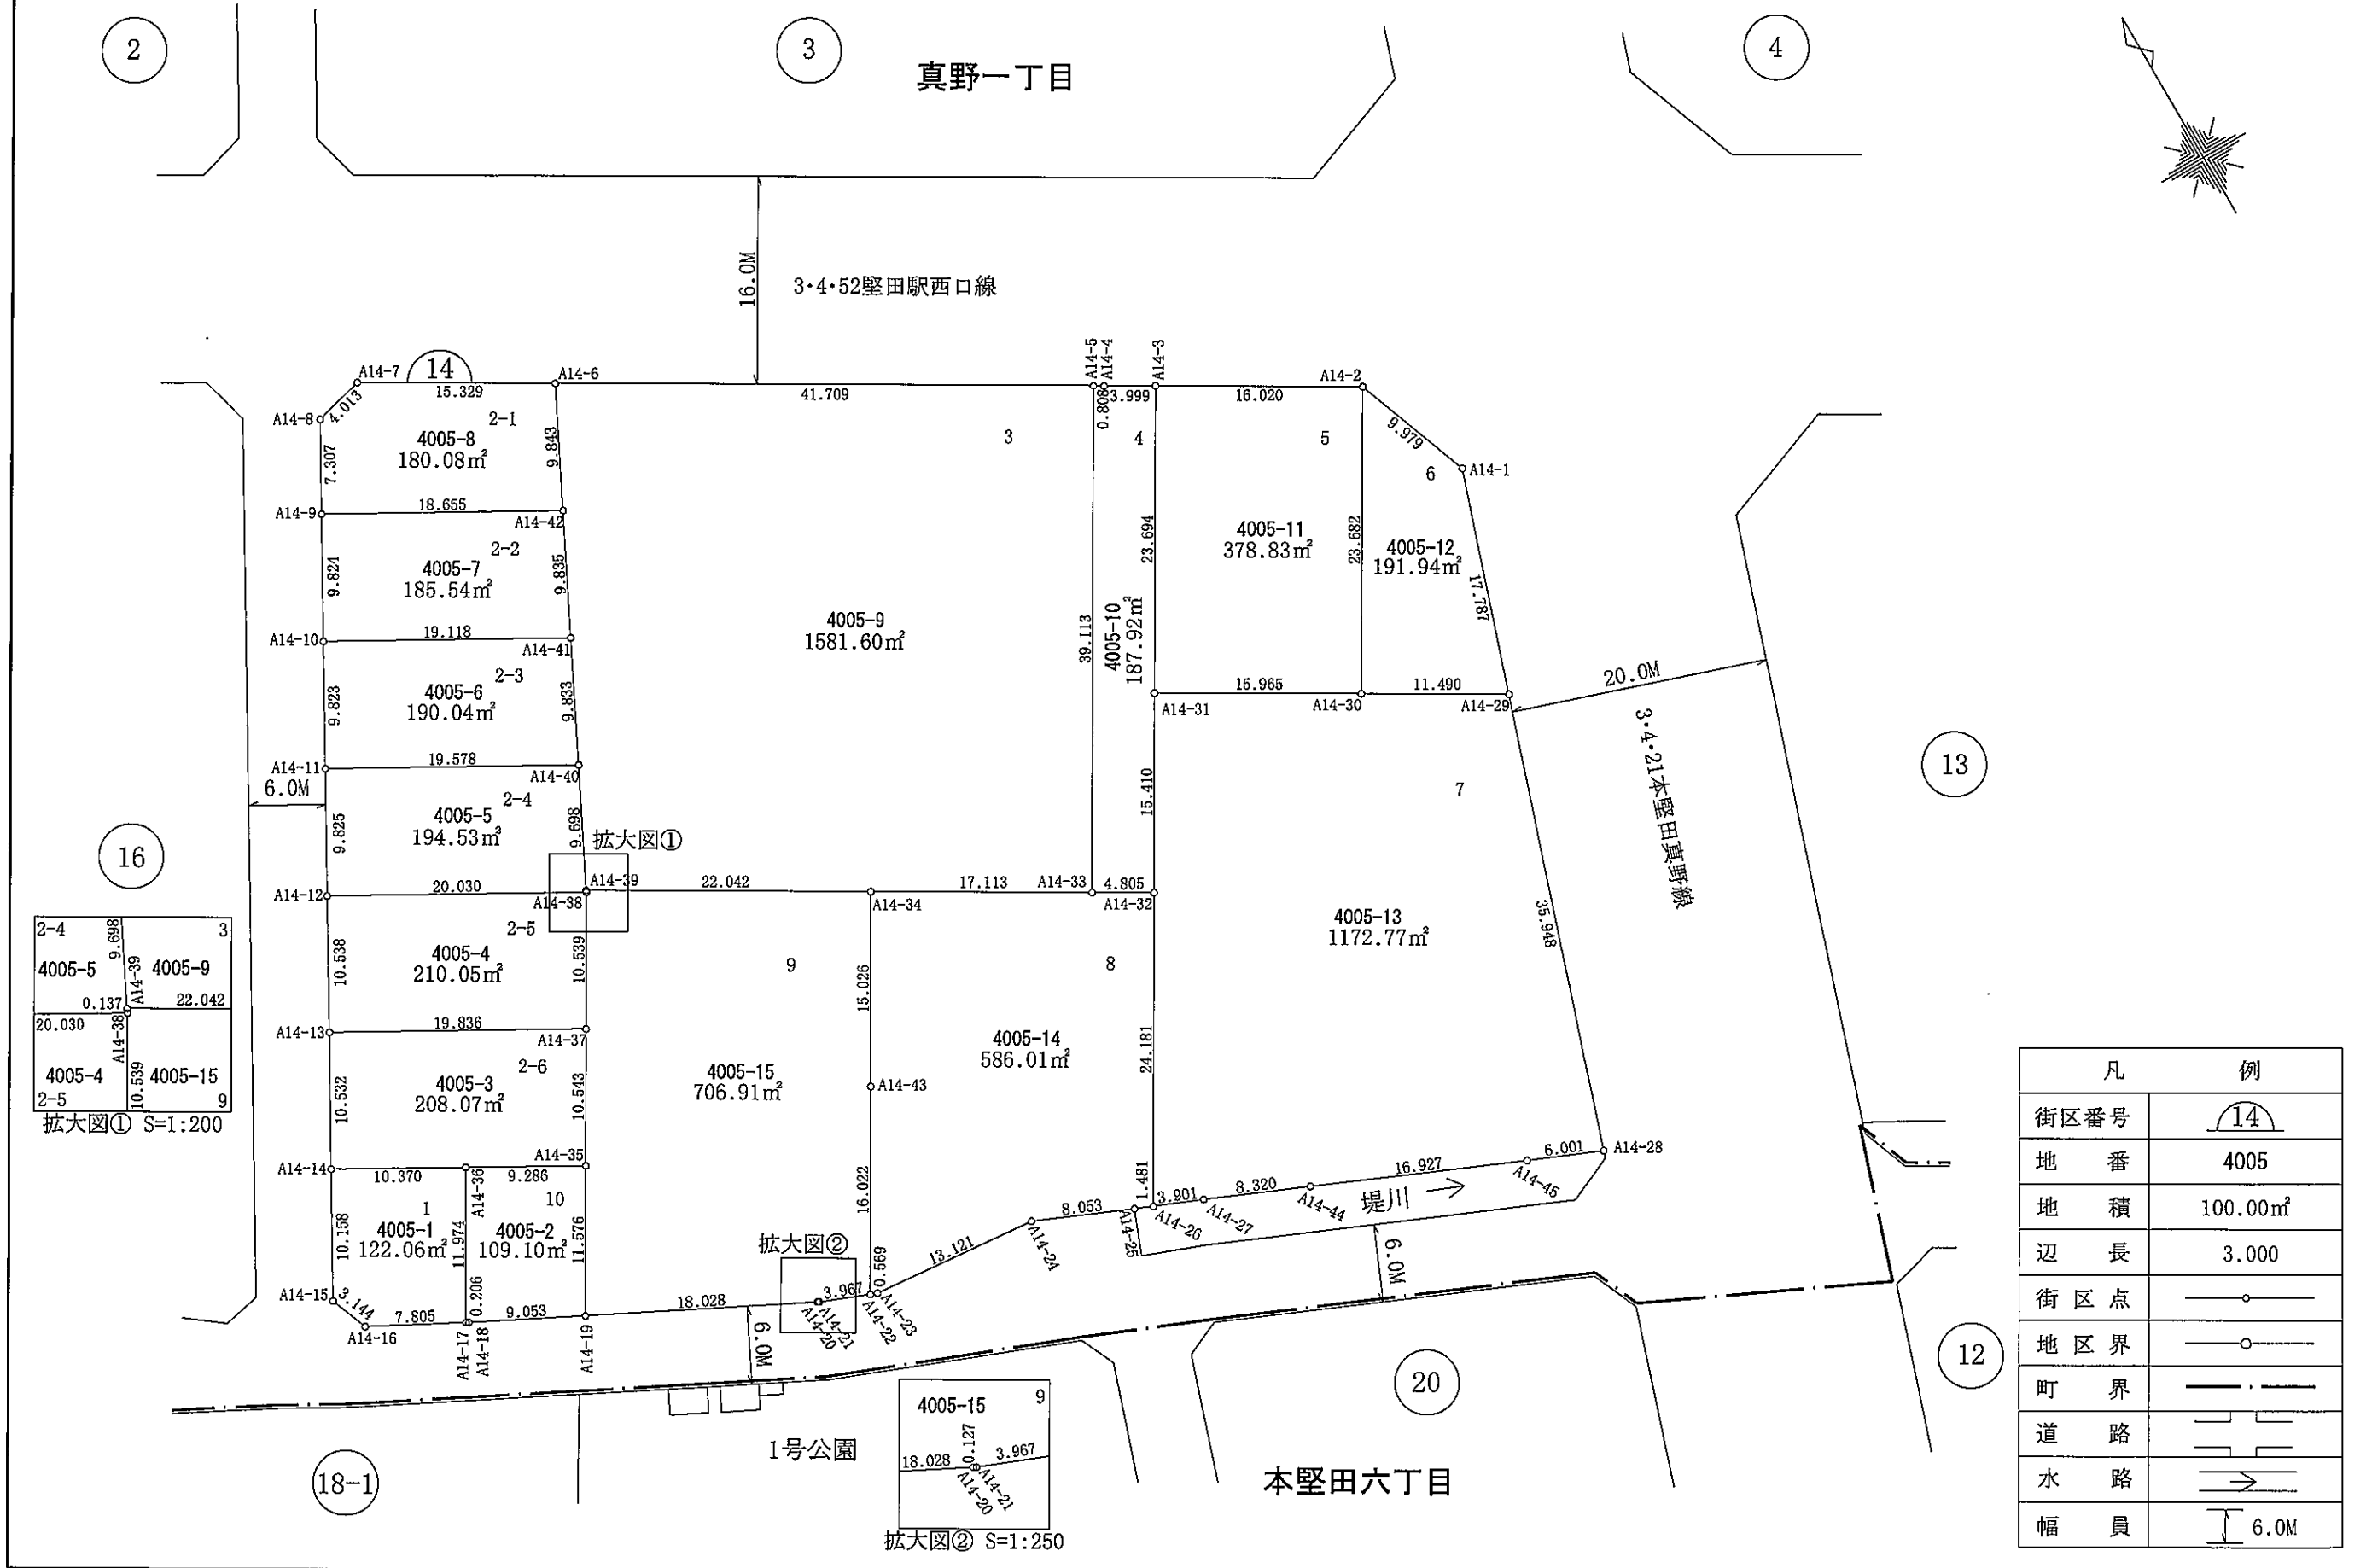 2
3
4
真野一丁目
16.0M
3･4･52堅田駅西口線
A14-7
14
A14-6
A14-5
A14-4
A14-3
A14-2
15.329
41.709
0.808
3.999
16.020
4.013
A14-8
2-1
4005-8
180.08㎡
9.843
7.307
3
4
5
9.979
6
A14-1
A14-9
18.655
A14-42
2-2
4005-7
185.54㎡
9.824
9.835
23.694
4005-11
378.83㎡
23.682
4005-12
191.94㎡
17.787
A14-10
19.118
A14-41
2-3
4005-6
190.04㎡
9.823
9.833
4005-9
1581.60㎡
39.113
4005-10
187.92㎡
15.965
11.490
A14-31
A14-30
A14-29
20.0M
3･4･21本堅田真野線
A14-11
19.578
A14-40
6.0M
2-4
4005-5
194.53㎡
9.825
9.698
拡大図①
15.410
7
13
16
A14-12
20.030
A14-39
A14-38
22.042
17.113
A14-33
4.805
A14-34
A14-32
2-5
4005-4
210.05㎡
10.538
10.539
9
15.026
8
4005-13
1172.77㎡
35.948
2-4
9.698
3
4005-5
A14-39
4005-9
0.137
22.042
20.030
A14-38
4005-4
10.539
4005-15
2-5
9
拡大図① S=1:200
A14-13
19.836
A14-37
2-6
4005-3
208.07㎡
10.532
10.543
4005-15
706.91㎡
A14-43
4005-14
586.01㎡
24.181
A14-14
10.370
A14-36
9.286
A14-35
1
4005-1
122.06㎡
10.158
11.974
10
4005-2
109.10㎡
11.576
16.022
8.053
1.481
3.901
8.320
16.927
6.001
A14-28
A14-45
A14-44
A14-27
A14-26
A14-25
A14-24
堤川
6.0M
13.121
拡大図②
0.569
3.967
A14-23
A14-22
A14-21
A14-20
A14-15
3.144
A14-16
7.805
0.206
9.053
18.028
A14-17
A14-18
A14-19
6.0M
18-1
1号公園
4005-15
9
0.127
18.028
3.967
A14-20
A14-21
拡大図② S=1:250
20
12
本堅田六丁目
凡 例
街区番号 14
地 番 4005
地 積 100.00㎡
辺 長 3.000
街 区 点
地 区 界
町 界
道 路
水 路
幅 員 6.0M